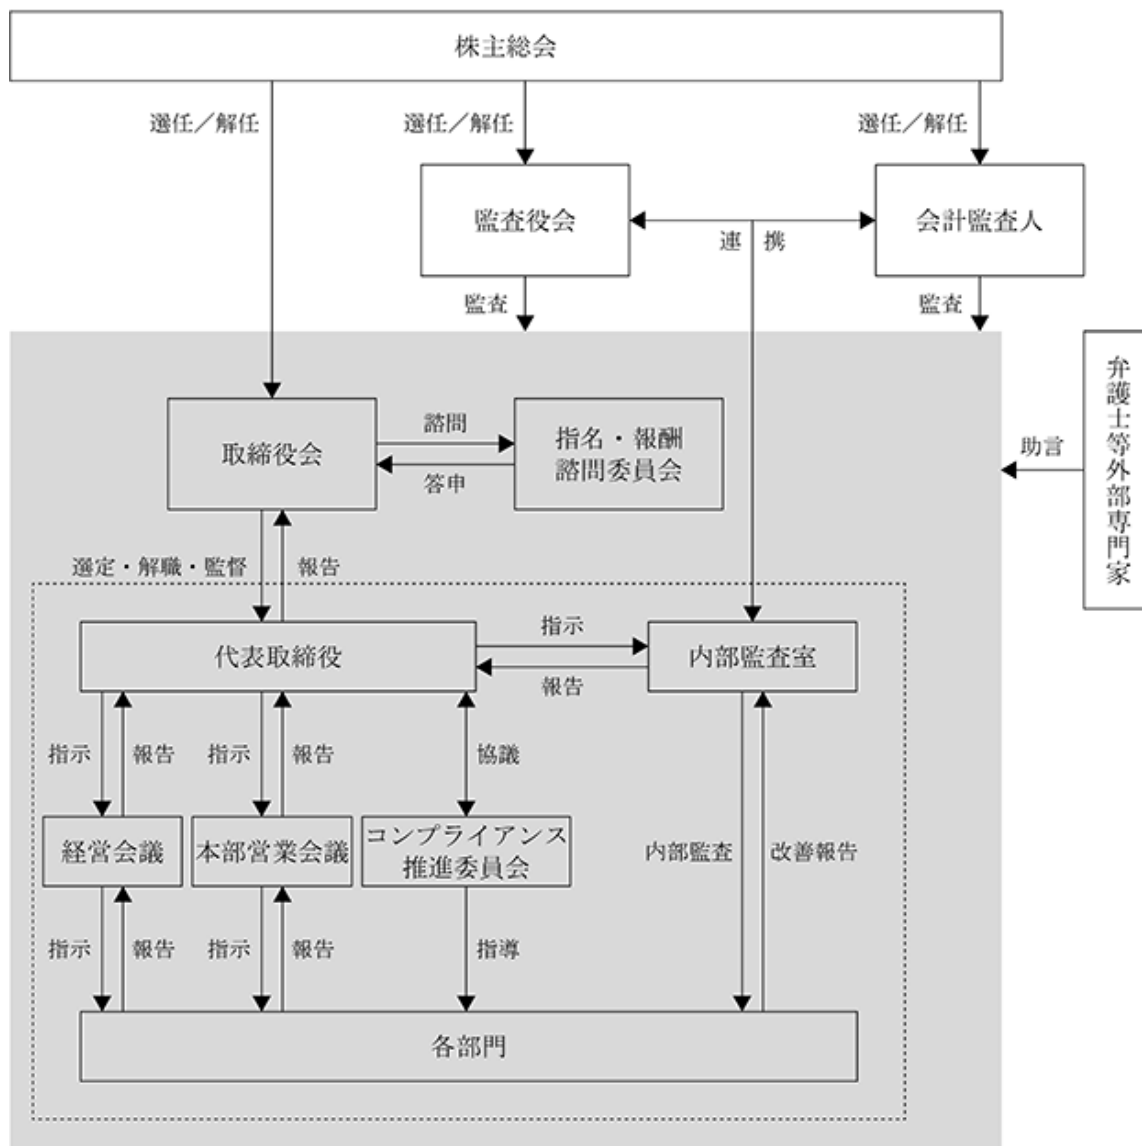 株主総会
選任／解任
選任／解任
選任／解任
監査役会
会計監査人
連　携
監査
監査
弁護士等外部専門家
助言
取締役会
諮問
答申
指名・報酬
諮問委員会
選定・解職・監督
報告
代表取締役
指示
報告
内部監査室
指示
報告
指示
報告
協議
経営会議
本部営業会議
コンプライアンス
推進委員会
内部監査
改善報告
指示
報告
指示
報告
指導
各部門